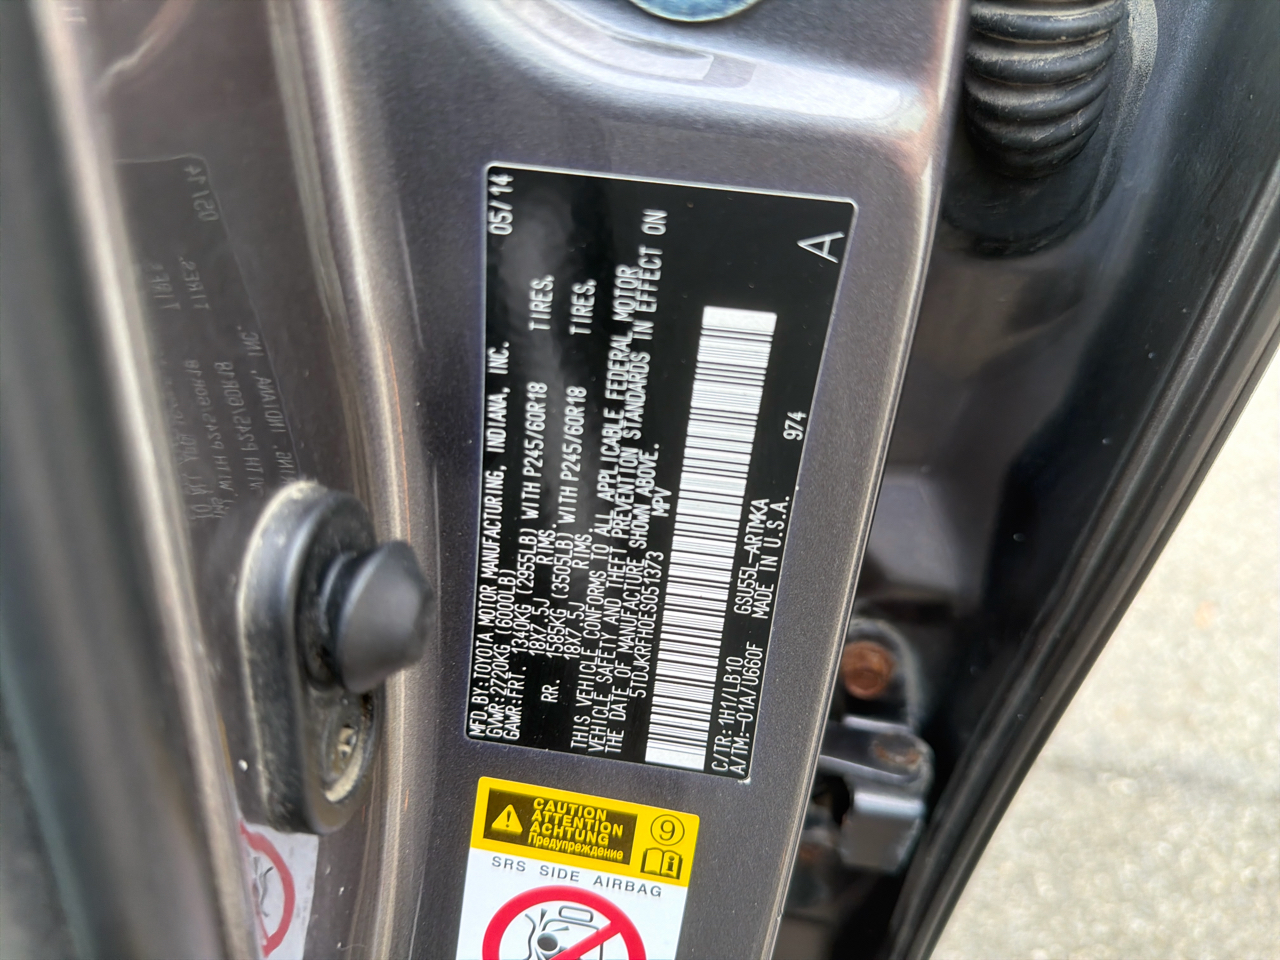 MFD.BY:TOYOTA MOTOR MANUFACTURING, INDIANA, INC. 05/14
GVWR:2720KG (6000LB)
GAWR:FRT. 1340KG (2955LB) WITH P245/60R18 TIRES,
18X7.5J RIMS.
RR. 1585KG (3505LB) WITH P245/60R18 TIRES,
18X7.5J RIMS
THIS VEHICLE CONFORMS TO ALL APPLICABLE FEDERAL MOTOR
VEHICLE SAFETY AND THEFT PREVENTION STANDARDS IN EFFECT ON
THE DATE OF MANUFACTURE SHOWN ABOVE.
5TDJKRFH0ES051373 MPV
C/TR:1H1/LB10 GSU55L-ARTMKA 974 A
A/TM:-01A/U660F MADE IN U.S.A.
CAUTION
ATTENTION
ACHTUNG
Предупреждение
9
SRS SIDE AIRBAG